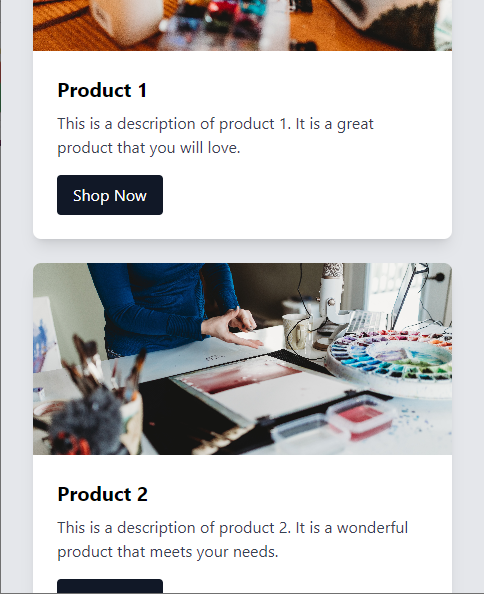 Product 1
This is a description of product 1. It is a great
product that you will love.
Shop Now
Product 2
This is a description of product 2. It is a wonderful
product that meets your needs.